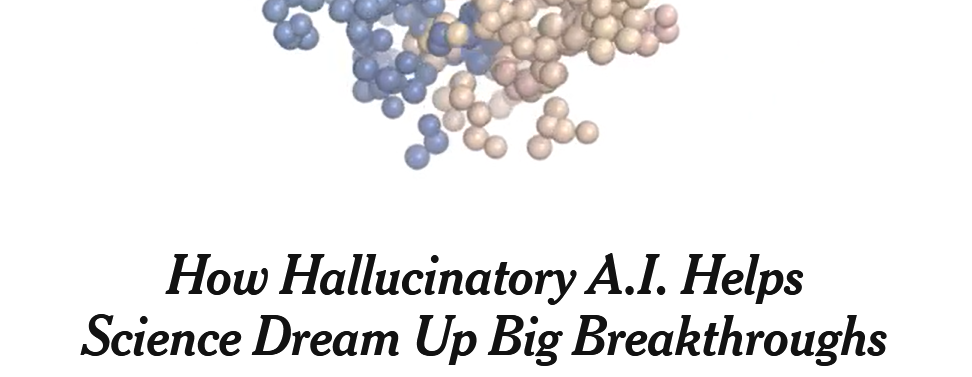 How Hallucinatory A.I. Helps
Science Dream Up Big Breakthroughs